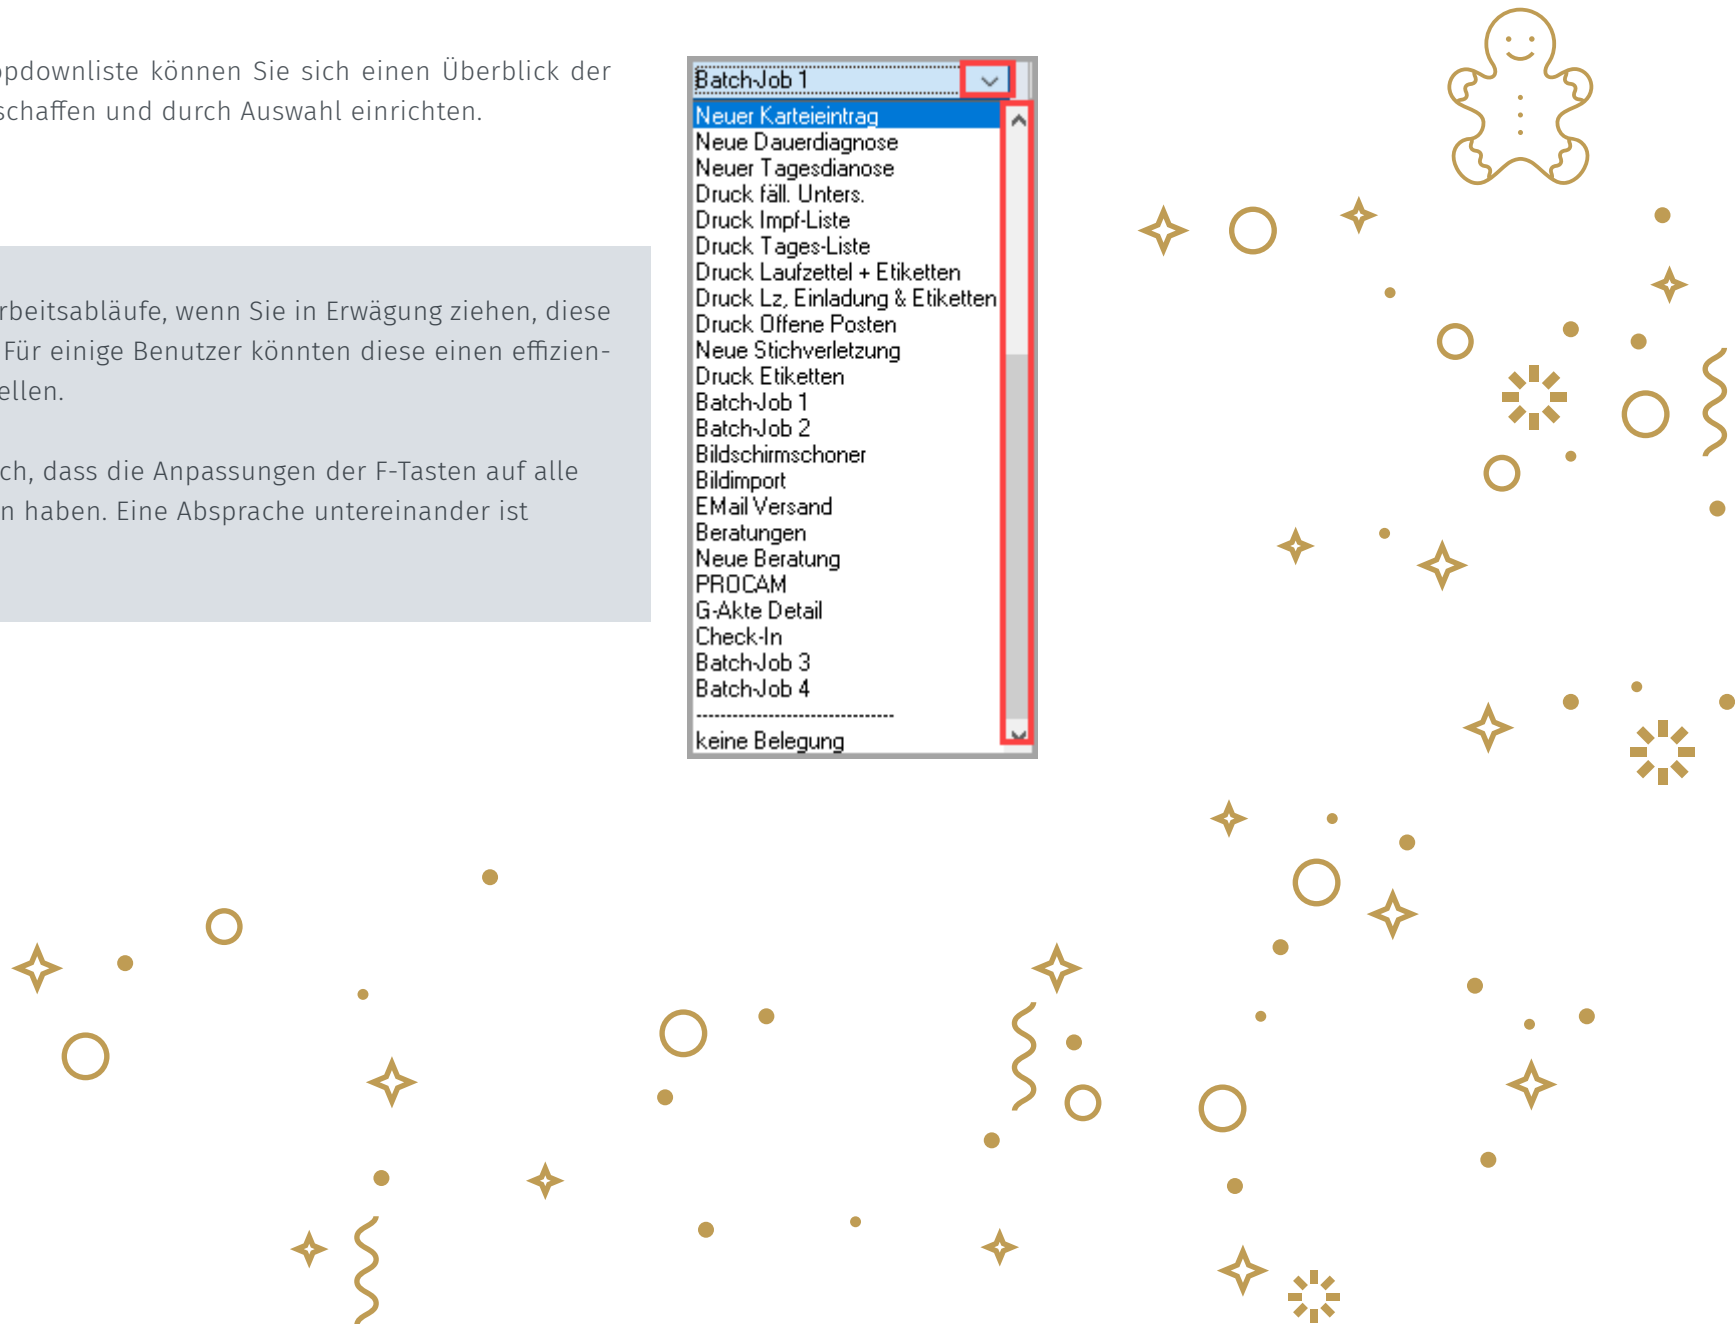 opdownliste können Sie sich einen Überblick der
schaffen und durch Auswahl einrichten.
rbeitsabläufe, wenn Sie in Erwägung ziehen, diese
Für einige Benutzer könnten diese einen effizien-
ellen.
ch, dass die Anpassungen der F-Tasten auf alle
n haben. Eine Absprache untereinander ist
Batch-Job 1
Neuer Karteieintrag
Neue Dauerdiagnose
Neuer Tagesdianose
Druck fäll. Unters.
Druck Impf-Liste
Druck Tages-Liste
Druck Laufzettel + Etiketten
Druck Lz, Einladung & Etiketten
Druck Offene Posten
Neue Stichverletzung
Druck Etiketten
Batch-Job 1
Batch-Job 2
Bildschirmschoner
Bildimport
EMail Versand
Beratungen
Neue Beratung
PROCAM
G-Akte Detail
Check-In
Batch-Job 3
Batch-Job 4
---------------------------------
keine Belegung